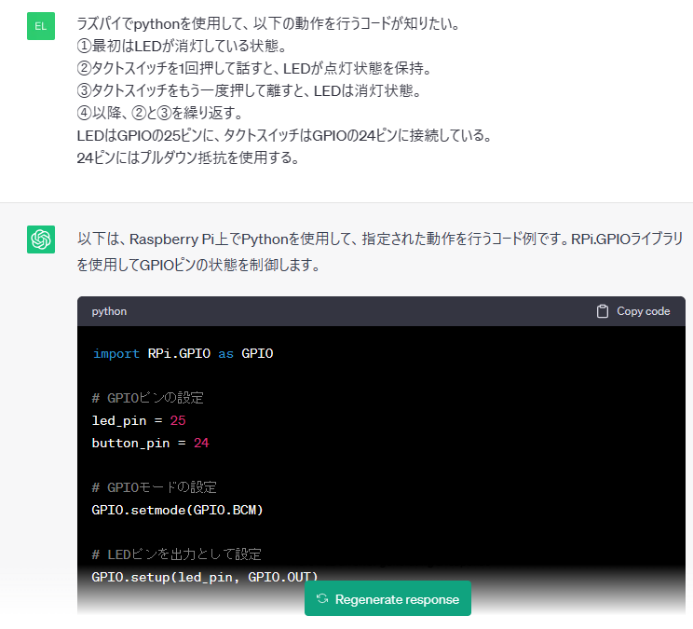 EL
ラズパイでpythonを使用して、以下の動作を行うコードが知りたい。
①最初はLEDが消灯している状態。
②タクトスイッチを1回押して話すと、LEDが点灯状態を保持。
③タクトスイッチをもう一度押して離すと、LEDは消灯状態。
④以降、②と③を繰り返す。
LEDはGPIOの25ピンに、タクトスイッチはGPIOの24ピンに接続している。
24ピンにはプルダウン抵抗を使用する。
以下は、Raspberry Pi上でPythonを使用して、指定された動作を行うコード例です。RPi.GPIOライブラリ
を使用してGPIOピンの状態を制御します。
python Copy code
import RPi.GPIO as GPIO
# GPIOピンの設定
led_pin = 25
button_pin = 24
# GPIOモードの設定
GPIO.setmode(GPIO.BCM)
# LEDピンを出力として設定
GPIO.setup(led_pin, GPIO.OUT)
Regenerate response